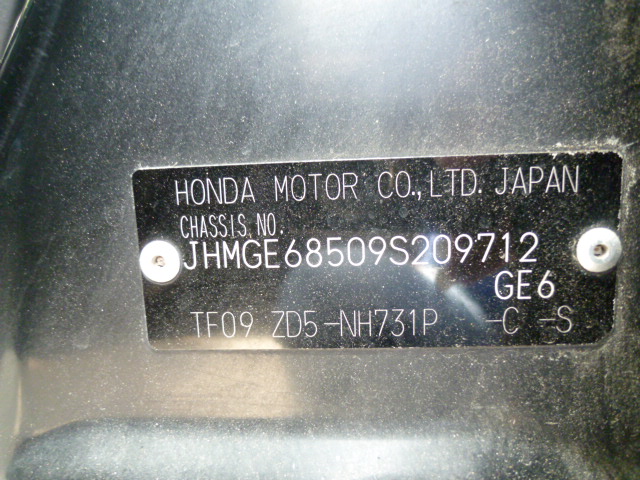 HONDA MOTOR CO.,LTD. JAPAN
CHASSIS, NO.
JHMGE68509S209712
GE6
TF09 ZD5-NH731P -C -S